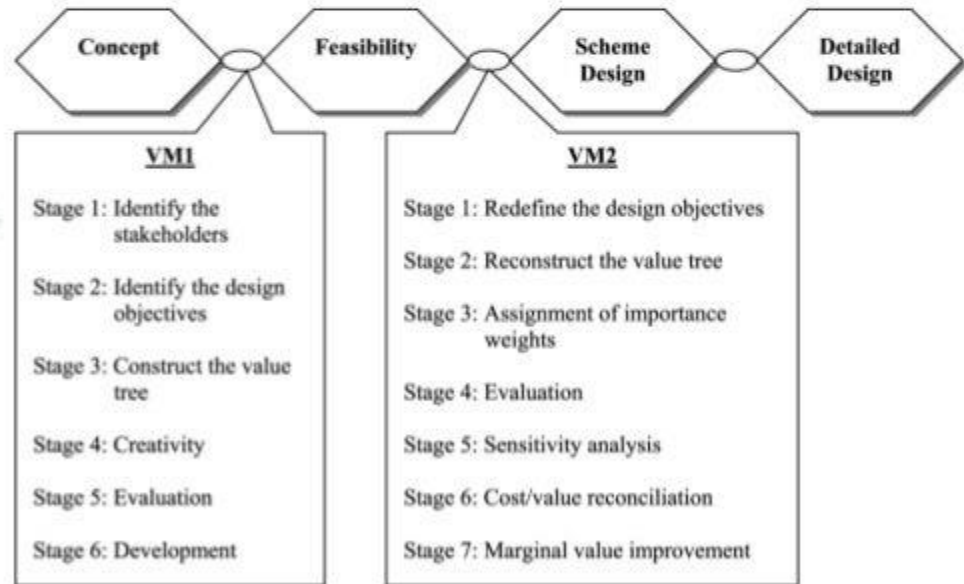 Concept
Feasibility
Scheme
Design
Detailed
Design
VM1
Stage 1: Identify the
stakeholders
Stage 2: Identify the design
objectives
Stage 3: Construct the value
tree
Stage 4: Creativity
Stage 5: Evaluation
Stage 6: Development
VM2
Stage 1: Redefine the design objectives
Stage 2: Reconstruct the value tree
Stage 3: Assignment of importance
weights
Stage 4: Evaluation
Stage 5: Sensitivity analysis
Stage 6: Cost/value reconciliation
Stage 7: Marginal value improvement